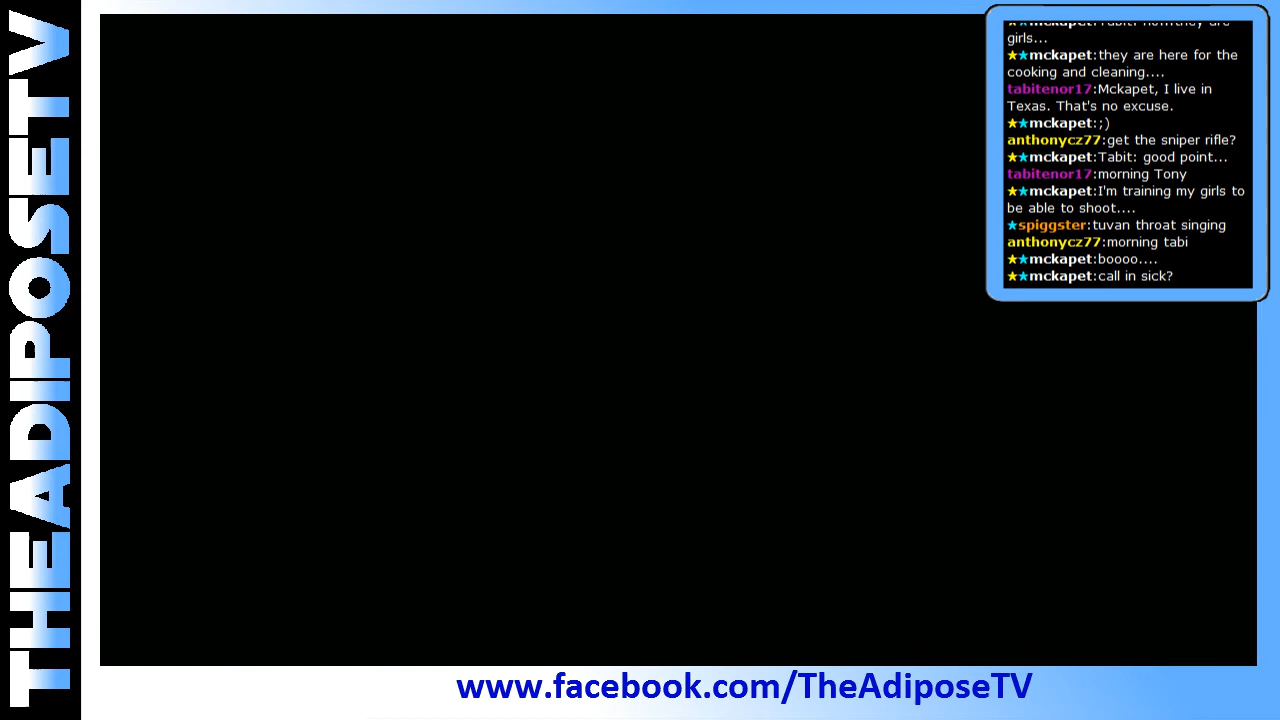 THEADIPOSETV
girls...
★★mckapet:they are here for the
cooking and cleaning....
tabitenor17:Mckapet, I live in
Texas. That's no excuse.
★★mckapet:;)
anthonycz77:get the sniper rifle?
★★mckapet:Tabit: good point...
tabitenor17:morning Tony
★★mckapet:I'm training my girls to
be able to shoot....
★spiggster:tuvan throat singing
anthonycz77:morning tabi
★★mckapet:boooo....
★★mckapet:call in sick?
www.facebook.com/TheAdiposeTV